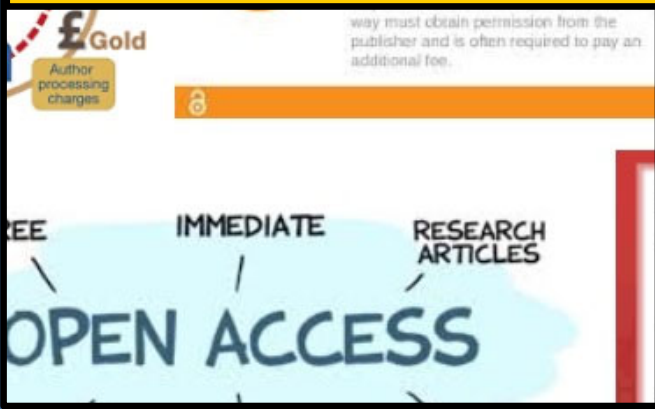 £Gold
Author
processing
charges
way must obtain permission from the
publisher and is often required to pay an
additional fee.
REE
IMMEDIATE
RESEARCH
ARTICLES
OPEN ACCESS